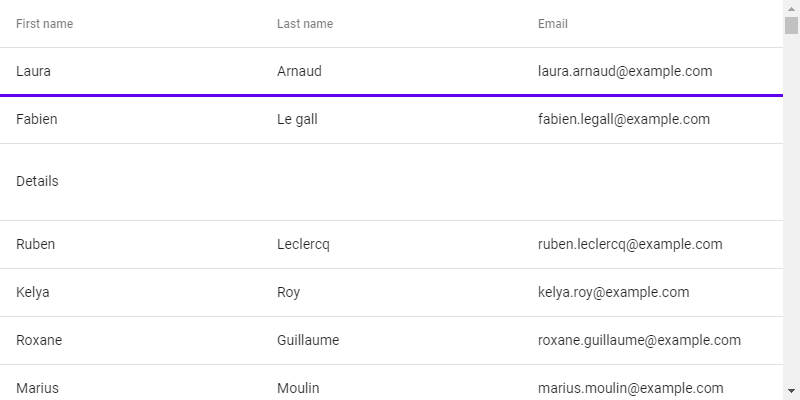 First name Last name Email
Laura Arnaud laura.arnaud@example.com
Fabien Le gall fabien.legall@example.com
Details
Ruben Leclercq ruben.leclercq@example.com
Kelya Roy kelya.roy@example.com
Roxane Guillaume roxane.guillaume@example.com
Marius Moulin marius.moulin@example.com